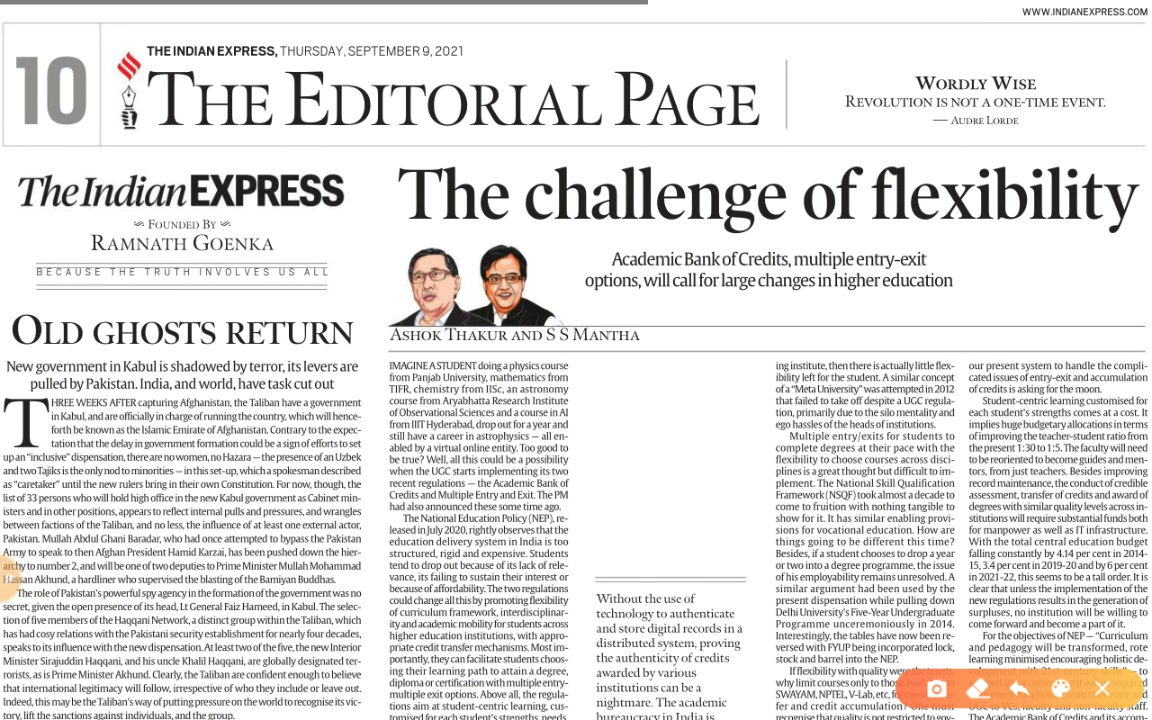 WWW.INDIANEXPRESS.COM
10
THE INDIAN EXPRESS, THURSDAY, SEPTEMBER 9, 2021
THE EDITORIAL PAGE
WORDLY WISE
REVOLUTION IS NOT A ONE-TIME EVENT.
— AUDRE LORDE
The Indian EXPRESS
FOUNDED BY
RAMNATH GOENKA
BECAUSE THE TRUTH INVOLVES US ALL
OLD GHOSTS RETURN
New government in Kabul is shadowed by terror, its levers are
pulled by Pakistan. India, and world, have task cut out
THREE WEEKS AFTER capturing Afghanistan, the Taliban have a government
in Kabul, and are officially in charge of running the country, which will hence-
forth be known as the Islamic Emirate of Afghanistan. Contrary to the expec-
tation that the delay in government formation could be a sign of efforts to set
up an "inclusive" dispensation, there are no women, no Hazara — the presence of an Uzbek
and two Tajiks is the only nod to minorities — in this set-up, which a spokesman described
as "caretaker" until the new rulers bring in their own Constitution. For now, though, the
list of 33 persons who will hold high office in the new Kabul government as Cabinet min-
isters and in other positions, appears to reflect internal pulls and pressures, and wrangles
between factions of the Taliban, and no less, the influence of at least one external actor,
Pakistan. Mullah Abdul Ghani Baradar, who had once attempted to bypass the Pakistan
Army to speak to then Afghan President Hamid Karzai, has been pushed down the hier-
archy to number 2, and will be one of two deputies to Prime Minister Mullah Mohammad
Hassan Akhund, a hardliner who supervised the blasting of the Bamiyan Buddhas.
The role of Pakistan's powerful spy agency in the formation of the government was no
secret, given the open presence of its head, Lt General Faiz Hameed, in Kabul. The selec-
tion of five members of the Haqqani Network, a distinct group within the Taliban, which
has had cosy relations with the Pakistani security establishment for nearly four decades,
speaks to its influence with the new dispensation. At least two of the five, the new Interior
Minister Sirajuddin Haqqani, and his uncle Khalil Haqqani, are globally designated ter-
rorists, as is Prime Minister Akhund. Clearly, the Taliban are confident enough to believe
that international legitimacy will follow, irrespective of who they include or leave out.
Indeed, this may be the Taliban's way of putting pressure on the world to recognise its vic-
tory, lift the sanctions against individuals, and the group.
The challenge of flexibility
Academic Bank of Credits, multiple entry-exit
options, will call for large changes in higher education
ASHOK THAKUR AND S S MANTHA
IMAGINE A STUDENT doing a physics course
from Panjab University, mathematics from
TIFR, chemistry from IISc, an astronomy
course from Aryabhatta Research Institute
of Observational Sciences and a course in AI
from IIIT Hyderabad, drop out for a year and
still have a career in astrophysics — all en-
abled by a virtual online entity. Too good to
be true? Well, all this could be a possibility
when the UGC starts implementing its two
recent regulations — the Academic Bank of
Credits and Multiple Entry and Exit. The PM
had also announced these some time ago.
The National Education Policy (NEP), re-
leased in July 2020, rightly observes that the
education delivery system in India is too
structured, rigid and expensive. Students
tend to drop out because of its lack of rele-
vance, its failing to sustain their interest or
because of affordability. The two regulations
could change all this by promoting flexibility
of curriculum framework, interdisciplinar-
ity and academic mobility for students across
higher education institutions, with appro-
priate credit transfer mechanisms. Most im-
portantly, they can facilitate students choos-
ing their learning path to attain a degree,
diploma or certification with multiple entry-
multiple exit options. Above all, the regula-
tions aim at student-centric learning, cus-
tomised for each student's strengths, needs,
Without the use of
technology to authenticate
and store digital records in a
distributed system, proving
the authenticity of credits
awarded by various
institutions can be a
nightmare. The academic
bureaucracy in India is
ing institute, then there is actually little flex-
ibility left for the student. A similar concept
of a "Meta University" was attempted in 2012
that failed to take off despite a UGC regula-
tion, primarily due to the silo mentality and
ego hassles of the heads of institutions.
Multiple entry/exits for students to
complete degrees at their pace with the
flexibility to choose courses across disci-
plines is a great thought but difficult to im-
plement. The National Skill Qualification
Framework (NSQF) took almost a decade to
come to fruition with nothing tangible to
show for it. It has similar enabling provi-
sions for vocational education. How are
things going to be different this time?
Besides, if a student chooses to drop a year
or two into a degree programme, the issue
of his employability remains unresolved. A
similar argument had been used by the
present dispensation while pulling down
Delhi University's Five-Year Undergraduate
Programme unceremoniously in 2014.
Interestingly, the tables have now been re-
versed with FYUP being incorporated lock,
stock and barrel into the NEP.
If flexibility with quality were the
why limit courses only to those
SWAYAM, NPTEL, V-Lab, etc, fo
fer and credit accumulation? One must
recognise that quality is not restricted to gov-
our present system to handle the compli-
cated issues of entry-exit and accumulation
of credits is asking for the moon.
Student-centric learning customised for
each student's strengths comes at a cost. It
implies huge budgetary allocations in terms
of improving the teacher-student ratio from
the present 1:30 to 1:5. The faculty will need
to be reoriented to become guides and men-
tors, from just teachers. Besides improving
record maintenance, the conduct of credible
assessment, transfer of credits and award of
degrees with similar quality levels across in-
stitutions will require substantial funds both
for manpower as well as IT infrastructure.
With the total central education budget
falling constantly by 4.14 per cent in 2014-
15, 3.4 per cent in 2019-20 and by 6 per cent
in 2021-22, this seems to be a tall order. It is
clear that unless the implementation of the
new regulations results in the generation of
surpluses, no institution will be willing to
come forward and become a part of it.
For the objectives of NEP — "Curriculum
and pedagogy will be transformed, rote
learning minimised encouraging holistic de-
The Academic Bank of Credits and its accom-